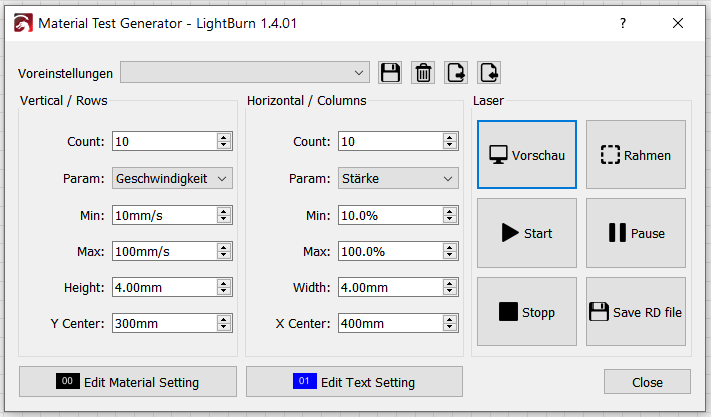 Material Test Generator - LightBurn 1.4.01
?
Voreinstellungen
Vertical / Rows
Count: 10
Param: Geschwindigkeit
Min: 10mm/s
Max: 100mm/s
Height: 4.00mm
Y Center: 300mm
Horizontal / Columns
Count: 10
Param: Stärke
Min: 10.0%
Max: 100.0%
Width: 4.00mm
X Center: 400mm
Laser
Vorschau
Rahmen
Start
Pause
Stopp
Save RD file
00 Edit Material Setting
01 Edit Text Setting
Close